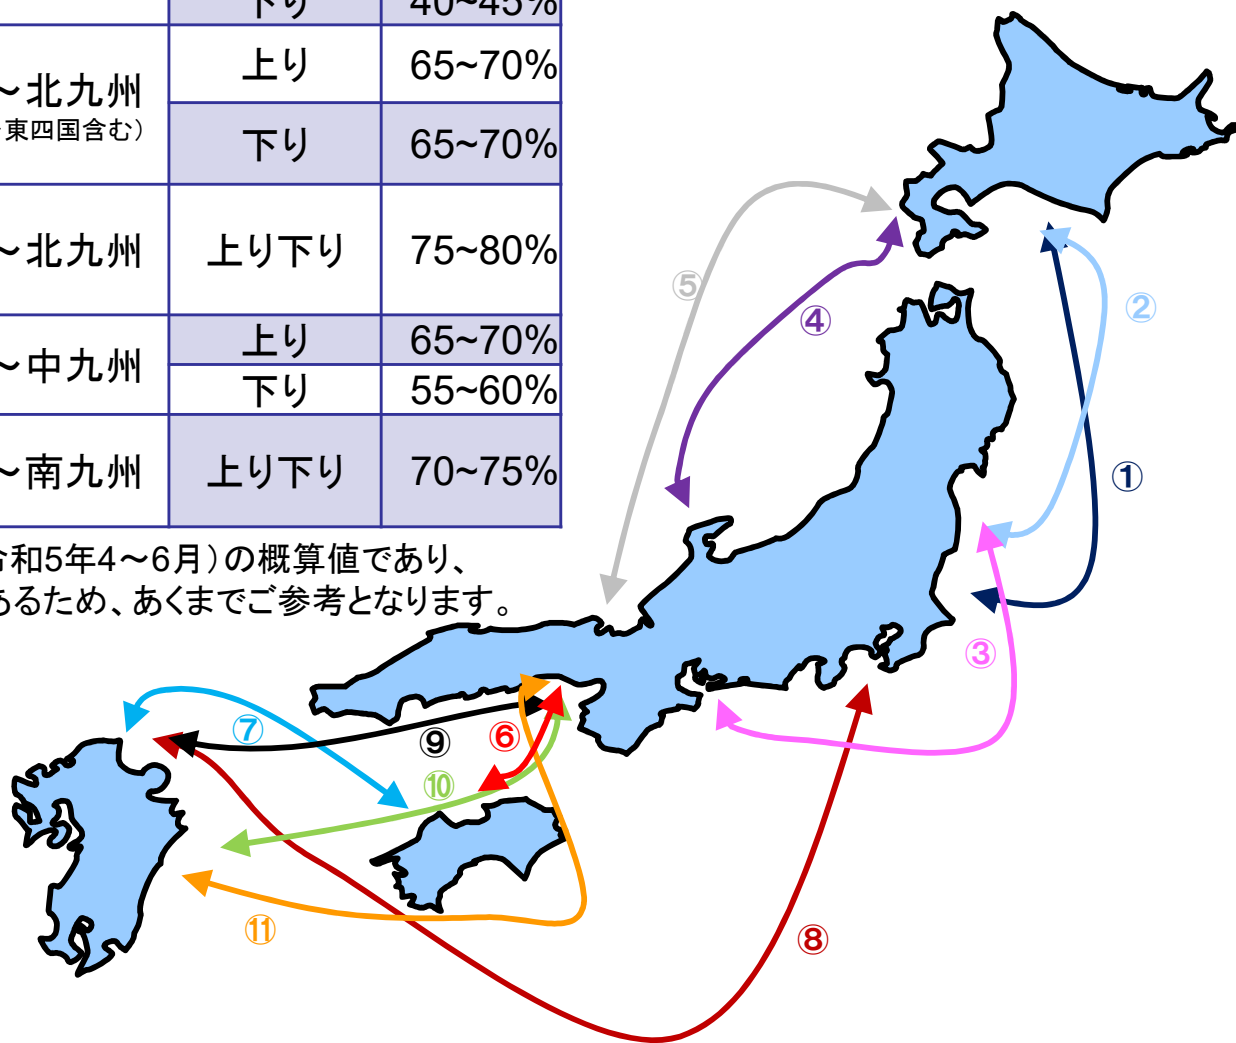 下り 40~45%
～北九州
東四国含む）
上り 65~70%
下り 65~70%
～北九州 上り下り 75~80%
～中九州
上り 65~70%
下り 55~60%
～南九州 上り下り 70~75%
令和5年4～6月）の概算値であり、
あるため、あくまでご参考となります。
⑤
④
②
①
③
⑦
⑨
⑥
⑩
⑪
⑧